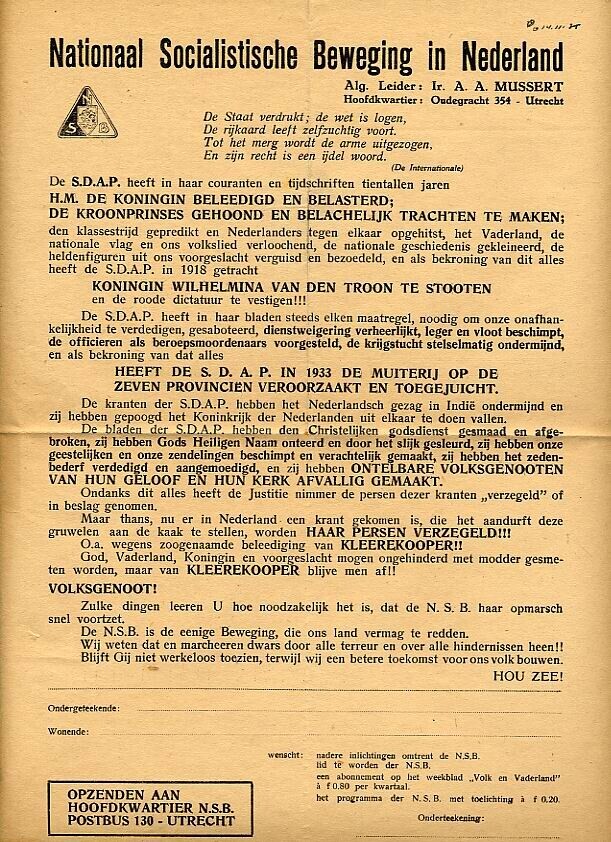 14.11.35
Nationaal Socialistische Beweging in Nederland
Alg. Leider: Ir. A. A. MUSSERT
Hoofdkwartier: Oudegracht 354 - Utrecht
N
S B
De Staat verdrukt; de wet is logen,
De rijkaard leeft zelfzuchtig voort.
Tot het merg wordt de arme uitgezogen,
En zijn recht is een ijdel woord.
(De Internationale)
De S.D.A.P. heeft in haar couranten en tijdschriften tientallen jaren
H.M. DE KONINGIN BELEEDIGD EN BELASTERD;
DE KROONPRINSES GEHOOND EN BELACHELIJK TRACHTEN TE MAKEN;
den klassestrijd gepredikt en Nederlanders tegen elkaar opgehitst, het Vaderland, de
nationale vlag en ons volkslied verloochend, de nationale geschiedenis gekleineerd, de
heldenfiguren uit ons voorgeslacht verguisd en bezoedeld, en als bekroning van dit alles
heeft de S.D.A.P. in 1918 getracht
KONINGIN WILHELMINA VAN DEN TROON TE STOOTEN
en de roode dictatuur te vestigen!!!
De S.D.A.P. heeft in haar bladen steeds elken maatregel, noodig om onze onafhan-
kelijkheid te verdedigen, gesaboteerd, dienstweigering verheerlijkt, leger en vloot beschimpt,
de officieren als beroepsmoordenaars voorgesteld, de krijgstucht stelselmatig ondermijnd,
en als bekroning van dat alles
HEEFT DE S. D. A. P. IN 1933 DE MUITERIJ OP DE
ZEVEN PROVINCIËN VEROORZAAKT EN TOEGEJUICHT.
De kranten der S.D.A.P. hebben het Nederlandsch gezag in Indië ondermijnd en
zij hebben gepoogd het Koninkrijk der Nederlanden uit elkaar te doen vallen.
De bladen der S.D.A.P. hebben den Christelijken godsdienst gesmaad en afge-
broken, zij hebben Gods Heiligen Naam onteerd en door het slijk gesleurd, zij hebben onze
geestelijken en onze zendelingen beschimpt en verachtelijk gemaakt, zij hebben het zeden-
bederf verdedigd en aangemoedigd, en zij hebben ONTELBARE VOLKSGENOOTEN
VAN HUN GELOOF EN HUN KERK AFVALLIG GEMAAKT.
Ondanks dit alles heeft de Justitie nimmer de persen dezer kranten „verzegeld" of
in beslag genomen.
Maar thans, nu er in Nederland een krant gekomen is, die het aandurft deze
gruwelen aan de kaak te stellen, worden HAAR PERSEN VERZEGELD!!!
O.a. wegens zoogenaamde beleediging van KLEEREKOOPER!!
God, Vaderland, Koningin en voorgeslacht mogen ongehinderd met modder gesme-
ten worden, maar van KLEEREKOOPER blijve men af!!
VOLKSGENOOT!
Zulke dingen leeren U hoe noodzakelijk het is, dat de N. S. B. haar opmarsch
snel voortzet.
De N.S.B. is de eenige Beweging, die ons land vermag te redden.
Wij weten dat en marcheeren dwars door alle terreur en over alle hindernissen heen!!
Blijft Gij niet werkeloos toezien, terwijl wij een betere toekomst voor ons volk bouwen.
HOU ZEE!
Ondergeteekende:
Wonende:
wenscht: nadere inlichtingen omtrent de N.S.B.
lid te worden der N.S.B.
een abonnement op het weekblad „Volk en Vaderland"
à f 0.80 per kwartaal.
het programma der N. S. B. met toelichting à f 0.20.
OPZENDEN AAN
HOOFDKWARTIER N.S.B.
POSTBUS 130 - UTRECHT
Onderteekening: